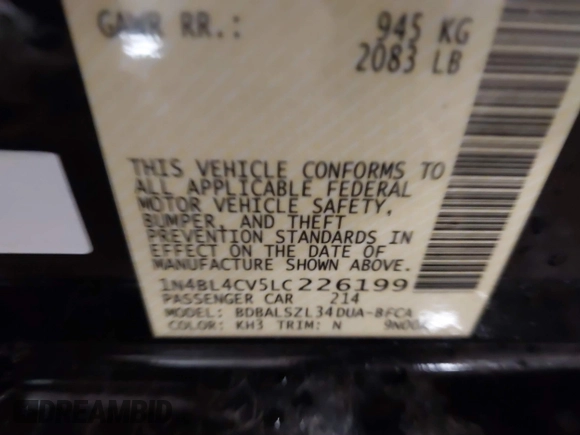 GAWR RR.: 945 KG
2083 LB
THIS VEHICLE CONFORMS TO
ALL APPLICABLE FEDERAL
MOTOR VEHICLE SAFETY,
BUMPER, AND THEFT
PREVENTION STANDARDS IN
EFFECT ON THE DATE OF
MANUFACTURE SHOWN ABOVE.
1N4BL4CV5LC226199
PASSENGER CAR 214
MODEL: BDBALSZL34DUA-BFCA
COLOR: KH3 TRIM: N
DREAMBID